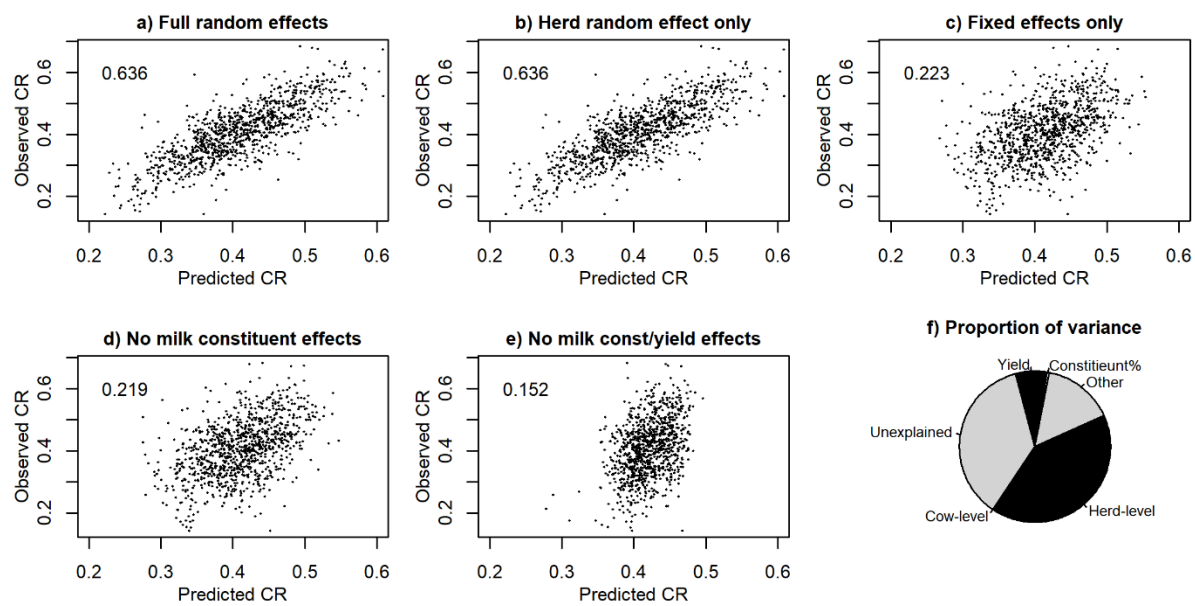 a) Full random effects
0.636
Observed CR
0.2 0.4 0.6
0.2 0.3 0.4 0.5 0.6
Predicted CR
b) Herd random effect only
0.636
Observed CR
0.2 0.4 0.6
0.2 0.3 0.4 0.5 0.6
Predicted CR
c) Fixed effects only
0.223
Observed CR
0.2 0.4 0.6
0.2 0.3 0.4 0.5 0.6
Predicted CR
d) No milk constituent effects
0.219
Observed CR
0.2 0.4 0.6
0.2 0.3 0.4 0.5 0.6
Predicted CR
e) No milk const/yield effects
0.152
Observed CR
0.2 0.4 0.6
0.2 0.3 0.4 0.5 0.6
Predicted CR
f) Proportion of variance
Yield
Constitieunt%
Other
Unexplained
Cow-level
Herd-level